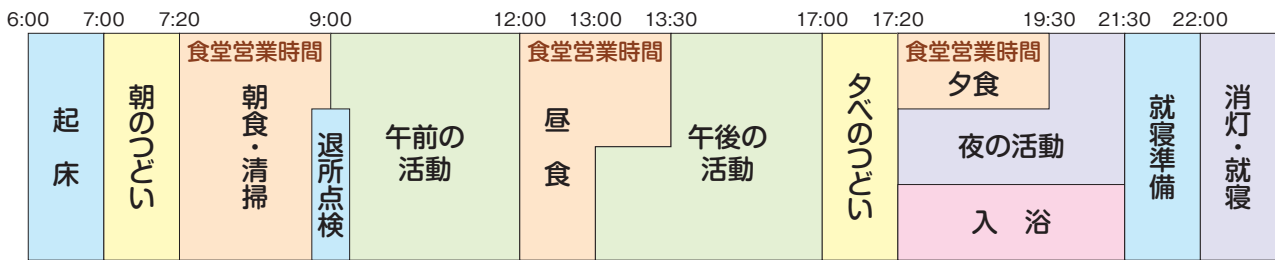 6:00 7:00 7:20 9:00 12:00 13:00 13:30 17:00 17:20 19:30 21:30 22:00
起床
朝のつどい
食堂営業時間
朝食・清掃
退所点検
午前の
活動
食堂営業時間
昼食
午後の
活動
夕べのつどい
食堂営業時間
夕食
夜の活動
入浴
就寝準備
消灯・就寝